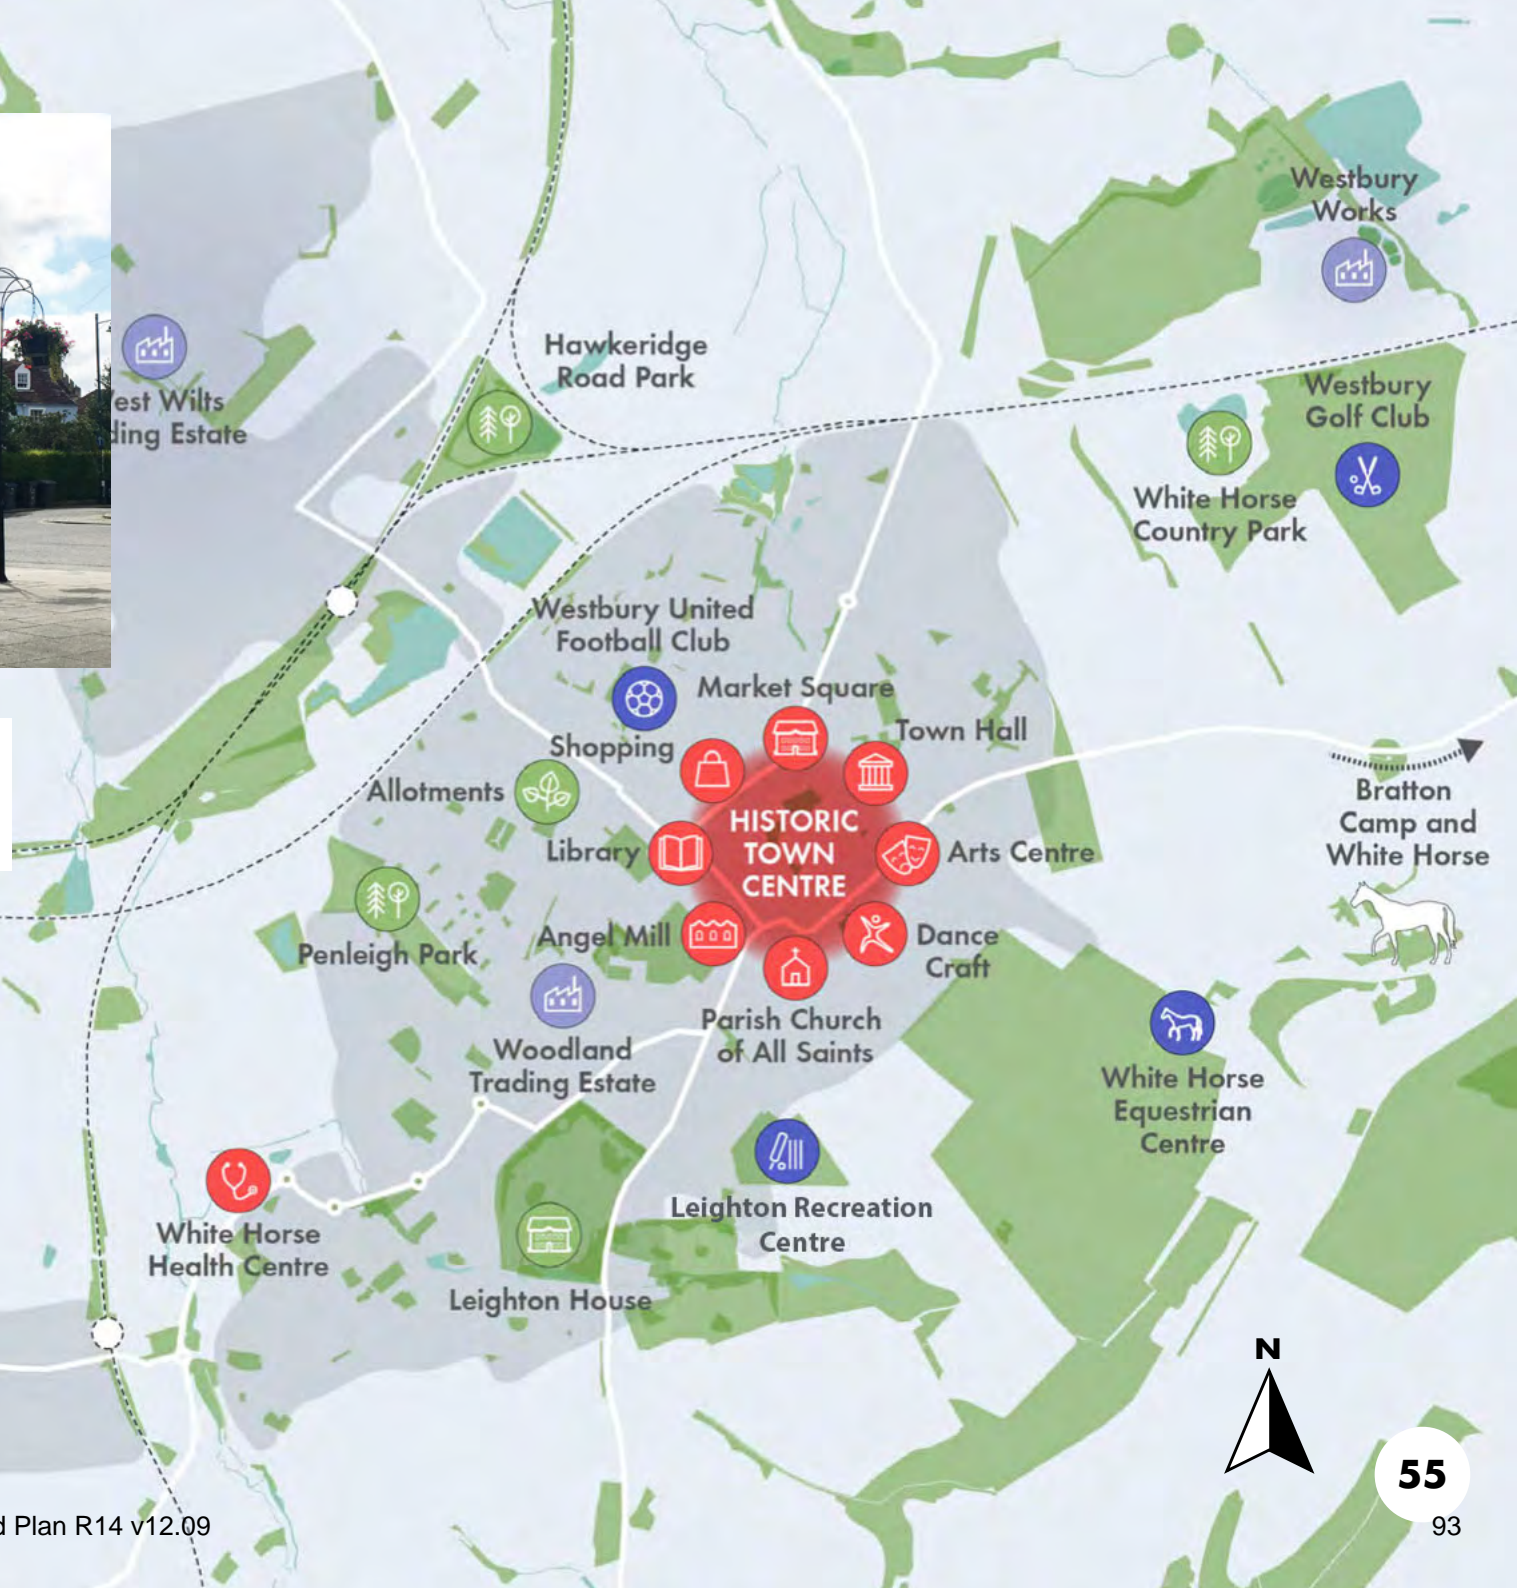 Westbury
Works
Hawkeridge
Road Park
est Wilts
ding Estate
Westbury
Golf Club
White Horse
Country Park
Westbury United
Football Club
Market Square
Town Hall
Shopping
Allotments
HISTORIC
TOWN
CENTRE
Library
Arts Centre
Bratton
Camp and
White Horse
Penleigh Park
Angel Mill
Dance
Craft
Parish Church
of All Saints
Woodland
Trading Estate
White Horse
Equestrian
Centre
Leighton Recreation
Centre
White Horse
Health Centre
Leighton House
N
55
d Plan R14 v12.09
93